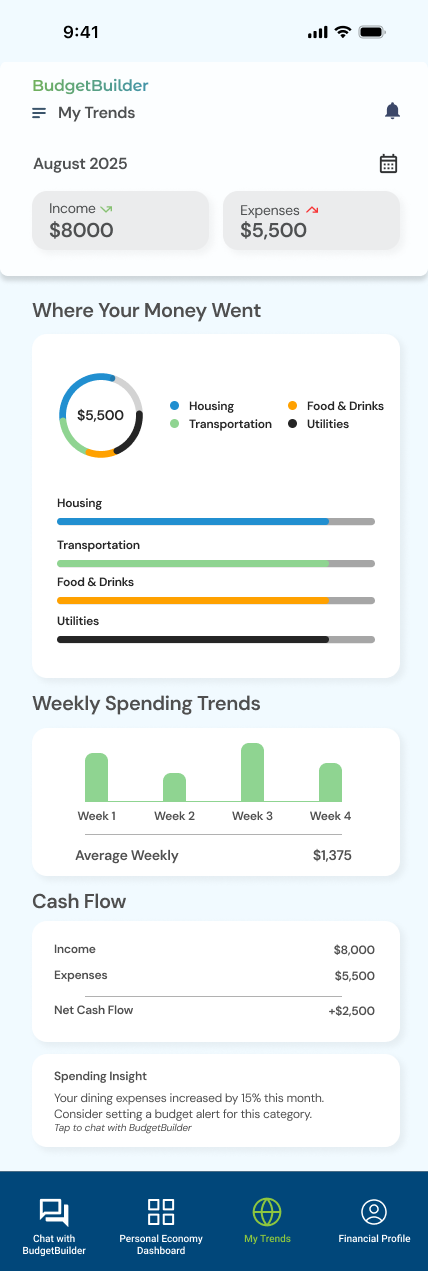 9:41
BudgetBuilder
My Trends
August 2025
Income
$8000
Expenses
$5,500
Where Your Money Went
$5,500
Housing
Food & Drinks
Transportation
Utilities
Housing
Transportation
Food & Drinks
Utilities
Weekly Spending Trends
Week 1
Week 2
Week 3
Week 4
Average Weekly
$1,375
Cash Flow
Income
$8,000
Expenses
$5,500
Net Cash Flow
+$2,500
Spending Insight
Your dining expenses increased by 15% this month.
Consider setting a budget alert for this category.
Tap to chat with BudgetBuilder
Chat with
BudgetBuilder
Personal Economy
Dashboard
My Trends
Financial Profile